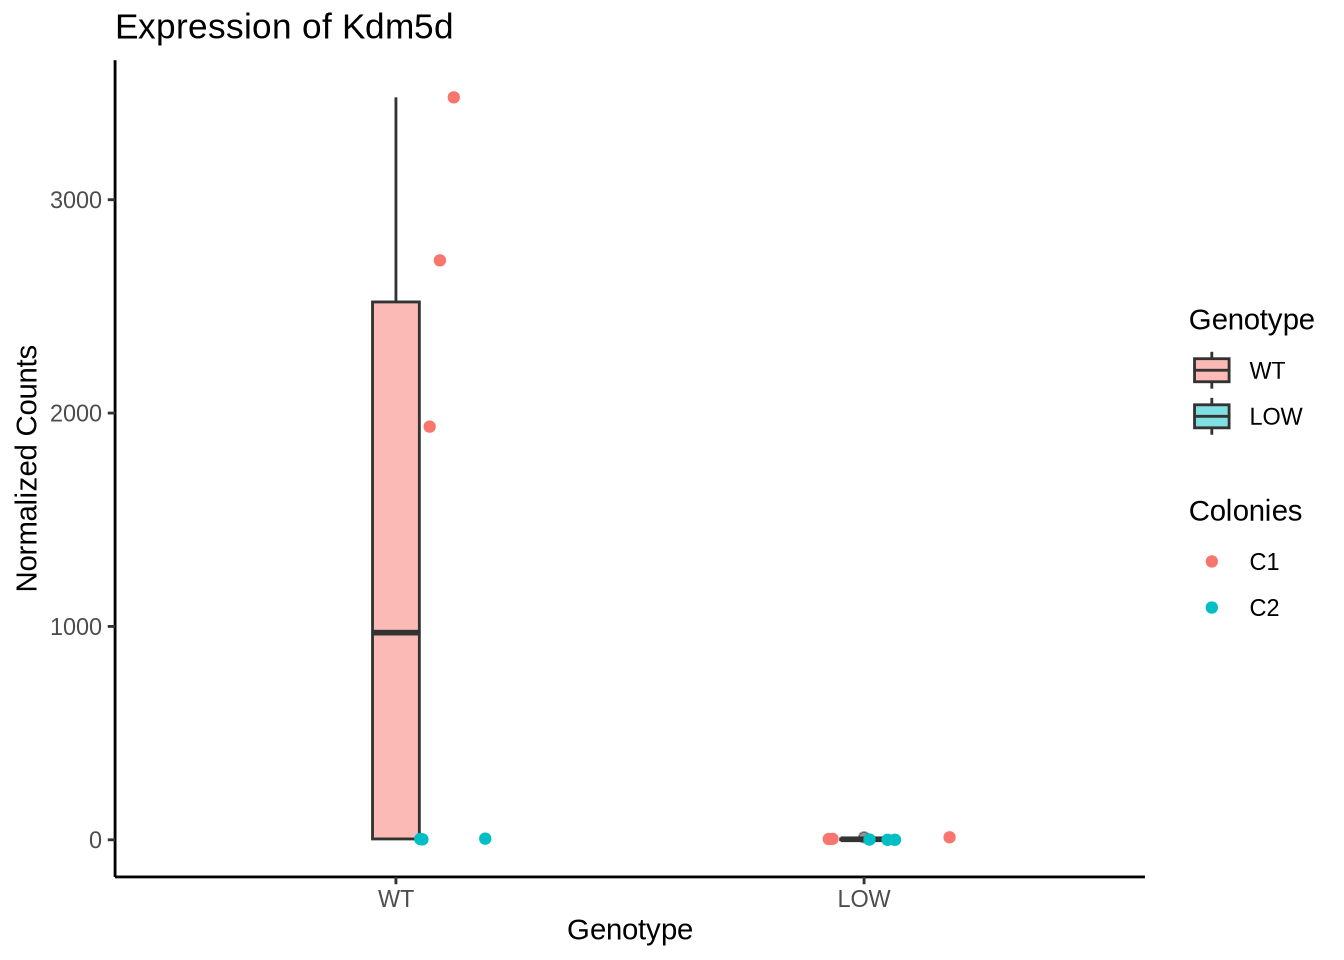 Expression of Kdm5d
Normalized Counts
3000
2000
1000
0
WT
LOW
Genotype
Genotype
WT
LOW
Colonies
C1
C2